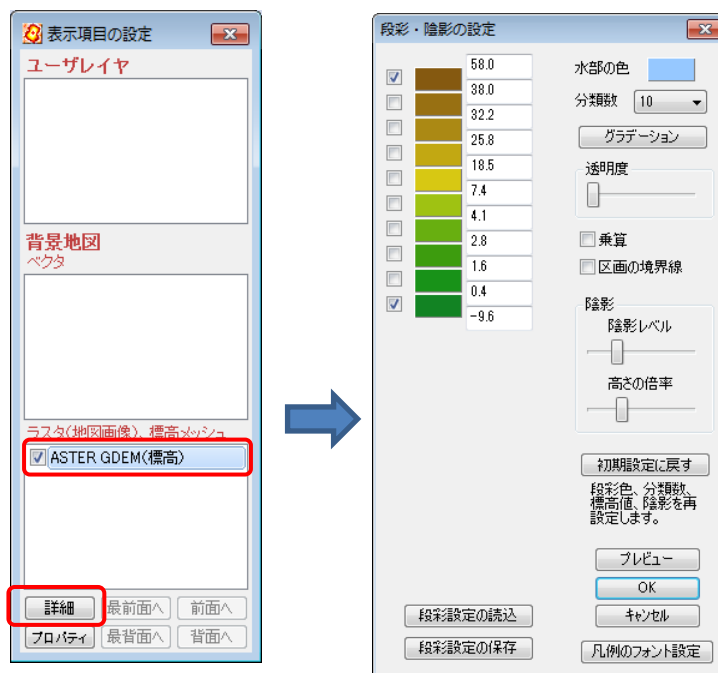 表示項目の設定
ユーザレイヤ
背景地図
ベクタ
ラスタ(地図画像)、標高メッシュ
ASTER GDEM(標高)
詳細
最前面へ
前面へ
プロパティ
最背面へ
背面へ
段彩・陰影の設定
58.0
38.0
32.2
25.8
18.5
7.4
4.1
2.8
1.6
0.4
-9.6
水部の色
分類数 10
グラデーション
透明度
乗算
区画の境界線
陰影
陰影レベル
高さの倍率
初期設定に戻す
段彩色、分類数、
標高値、陰影を再
設定します。
プレビュー
OK
キャンセル
凡例のフォント設定
段彩設定の読込
段彩設定の保存